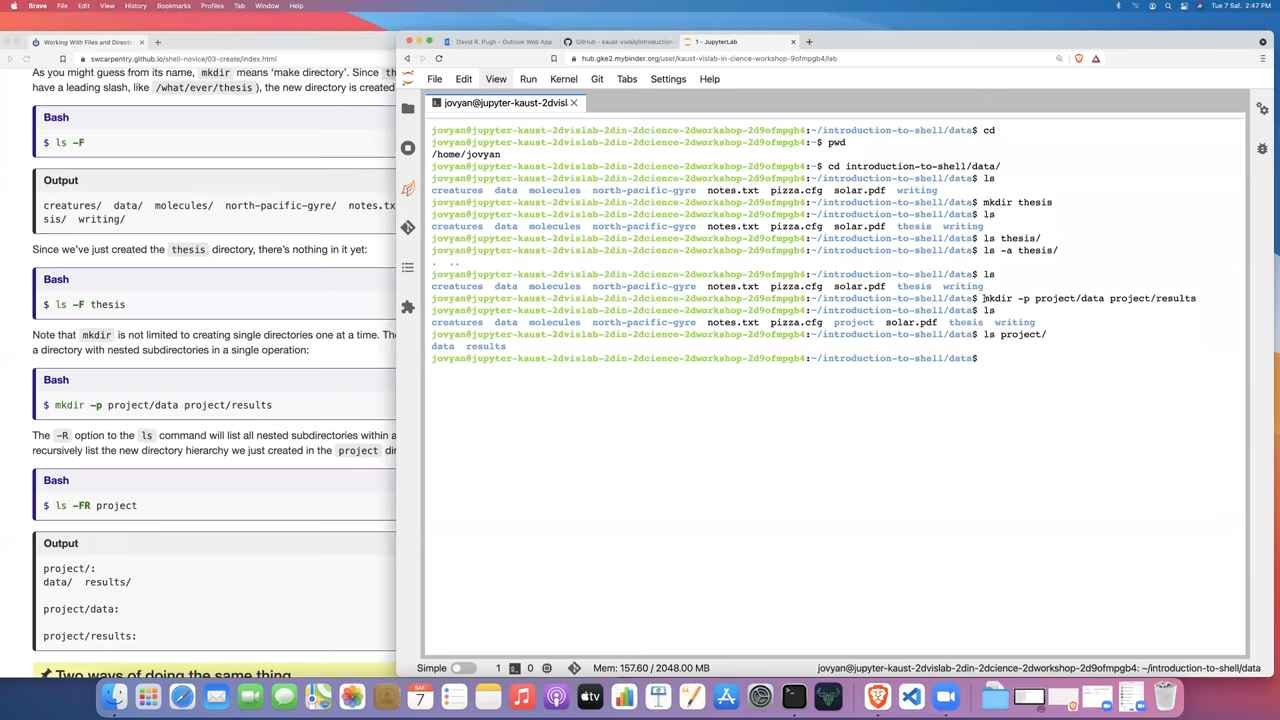 Brave File Edit View History Bookmarks Profiles Tab Window Help Tue 7 Saf. 2:47 PM
Working With Files and Direct
swcarpentry.github.io/shell-novice/03-create/index.html
As you might guess from its name, mkdir means 'make directory'. Since
have a leading slash, like /what/ever/thesis), the new directory is created
Bash
$ ls -F
Output
creatures/ data/ molecules/ north-pacific-gyre/ notes.tx
sis/ writing/
Since we've just created the thesis directory, there's nothing in it yet:
Bash
$ ls -F thesis
Note that mkdir is not limited to creating single directories one at a time. The
a directory with nested subdirectories in a single operation:
Bash
$ mkdir -p project/data project/results
The -R option to the ls command will list all nested subdirectories within a
recursively list the new directory hierarchy we just created in the project di
Bash
$ ls -FR project
Output
project/:
data/ results/
project/data:
project/results:
Two ways of doing the same thing
David R. Pugh - Outlook Web App GitHub - kaust-vislab/introduction 1 - JupyterLab
hub.gke2.mybinder.org/user/kaust-vislab-in-cience-workshop-9ofmpgb4/lab
File Edit View Run Kernel Git Tabs Settings Help
jovyan@jupyter-kaust-2dvisl
jovyan@jupyter-kaust-2dvislab-2din-2dcience-2dworkshop-2d9ofmpgb4:~/introduction-to-shell/data$ cd
jovyan@jupyter-kaust-2dvislab-2din-2dcience-2dworkshop-2d9ofmpgb4:~$ pwd
/home/jovyan
jovyan@jupyter-kaust-2dvislab-2din-2dcience-2dworkshop-2d9ofmpgb4:~$ cd introduction-to-shell/data/
jovyan@jupyter-kaust-2dvislab-2din-2dcience-2dworkshop-2d9ofmpgb4:~/introduction-to-shell/data$ ls
creatures data molecules north-pacific-gyre notes.txt pizza.cfg solar.pdf writing
jovyan@jupyter-kaust-2dvislab-2din-2dcience-2dworkshop-2d9ofmpgb4:~/introduction-to-shell/data$ mkdir thesis
jovyan@jupyter-kaust-2dvislab-2din-2dcience-2dworkshop-2d9ofmpgb4:~/introduction-to-shell/data$ ls
creatures data molecules north-pacific-gyre notes.txt pizza.cfg solar.pdf thesis writing
jovyan@jupyter-kaust-2dvislab-2din-2dcience-2dworkshop-2d9ofmpgb4:~/introduction-to-shell/data$ ls thesis/
jovyan@jupyter-kaust-2dvislab-2din-2dcience-2dworkshop-2d9ofmpgb4:~/introduction-to-shell/data$ ls -a thesis/
. ..
jovyan@jupyter-kaust-2dvislab-2din-2dcience-2dworkshop-2d9ofmpgb4:~/introduction-to-shell/data$ ls
creatures data molecules north-pacific-gyre notes.txt pizza.cfg solar.pdf thesis writing
jovyan@jupyter-kaust-2dvislab-2din-2dcience-2dworkshop-2d9ofmpgb4:~/introduction-to-shell/data$ mkdir -p project/data project/results
jovyan@jupyter-kaust-2dvislab-2din-2dcience-2dworkshop-2d9ofmpgb4:~/introduction-to-shell/data$ ls
creatures data molecules north-pacific-gyre notes.txt pizza.cfg project solar.pdf thesis writing
jovyan@jupyter-kaust-2dvislab-2din-2dcience-2dworkshop-2d9ofmpgb4:~/introduction-to-shell/data$ ls project/
data results
jovyan@jupyter-kaust-2dvislab-2din-2dcience-2dworkshop-2d9ofmpgb4:~/introduction-to-shell/data$
Simple 1 0 Mem: 157.60 / 2048.00 MB jovyan@jupyter-kaust-2dvislab-2din-2dcience-2dworkshop-2d9ofmpgb4: ~/introduction-to-shell/data
SAF. 7 tv